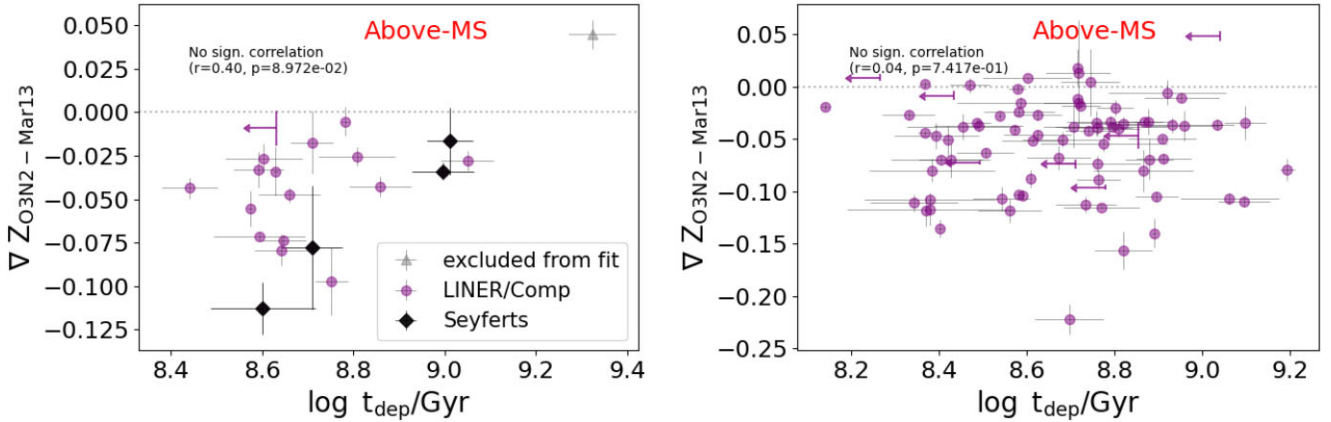 Above-MS
No sign. correlation
(r=0.40, p=8.972e-02)
0.050
0.025
0.000
−0.025
−0.050
−0.075
−0.100
−0.125
∇ Z_O3N2−Mar13
excluded from fit
LINER/Comp
Seyferts
8.4 8.6 8.8 9.0 9.2 9.4
log t_dep/Gyr
Above-MS
No sign. correlation
(r=0.04, p=7.417e-01)
0.05
0.00
−0.05
−0.10
−0.15
−0.20
−0.25
∇ Z_O3N2−Mar13
8.2 8.4 8.6 8.8 9.0 9.2
log t_dep/Gyr